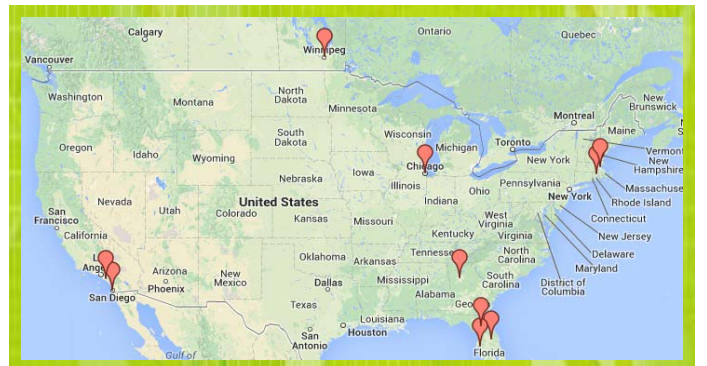 Calgary
Ontario
Quebec
Winnipeg
Vancouver
Washington
Montana
North
Dakota
Minnesota
Montreal
New
Brunswick
Maine
Oregon
Idaho
Wyoming
South
Dakota
Wisconsin
Michigan
Toronto
Vermont
New
Hampshire
Chicago
New York
Massachuse
Nebraska
Iowa
Illinois
Indiana
Ohio
Pennsylvania
New York
Rhode Island
Connecticut
Nevada
Utah
Colorado
United States
Kansas
Missouri
West
Virginia
Virginia
Kentucky
New Jersey
San
Francisco
California
Delaware
Maryland
District of
Columbia
Oklahoma
Arkansas
Tennesse
North
Carolina
South
Carolina
Arizona
Phoenix
New
Mexico
Dallas
Mississippi
Alabama
Geo
San Diego
Texas
Louisiana
Houston
San
Antonio
Florida
Gulf of